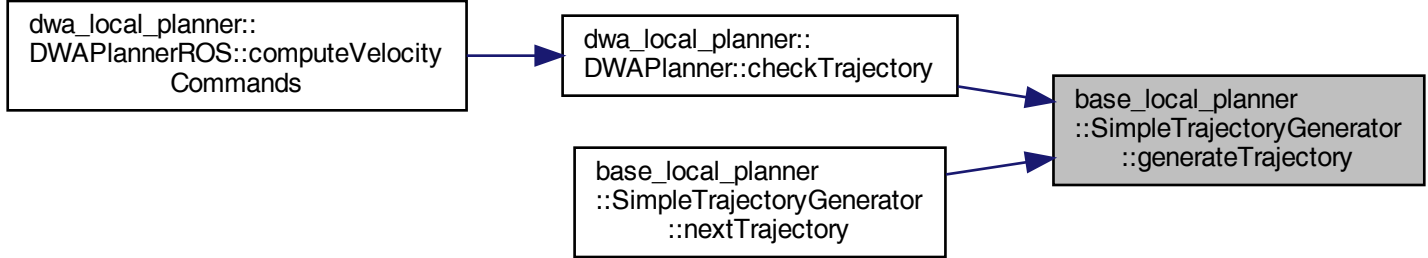 dwa_local_planner::
DWAPlannerROS::computeVelocity
Commands
dwa_local_planner::
DWAPlanner::checkTrajectory
base_local_planner
::SimpleTrajectoryGenerator
::nextTrajectory
base_local_planner
::SimpleTrajectoryGenerator
::generateTrajectory